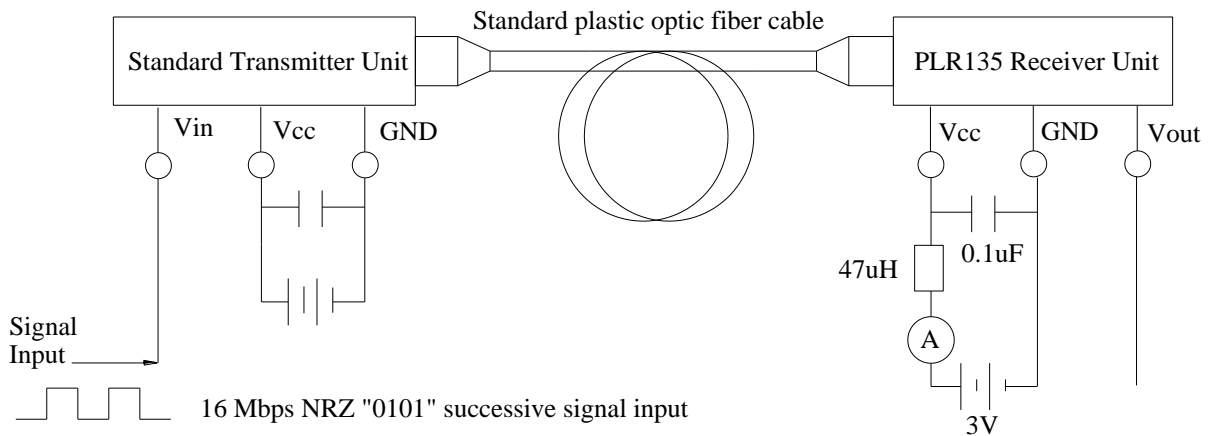 Standard plastic optic fiber cable
Standard Transmitter Unit
PLR135 Receiver Unit
Vin
Vcc
GND
Vcc
GND
Vout
0.1uF
47uH
A
Signal
Input
3V
16 Mbps NRZ "0101" successive signal input